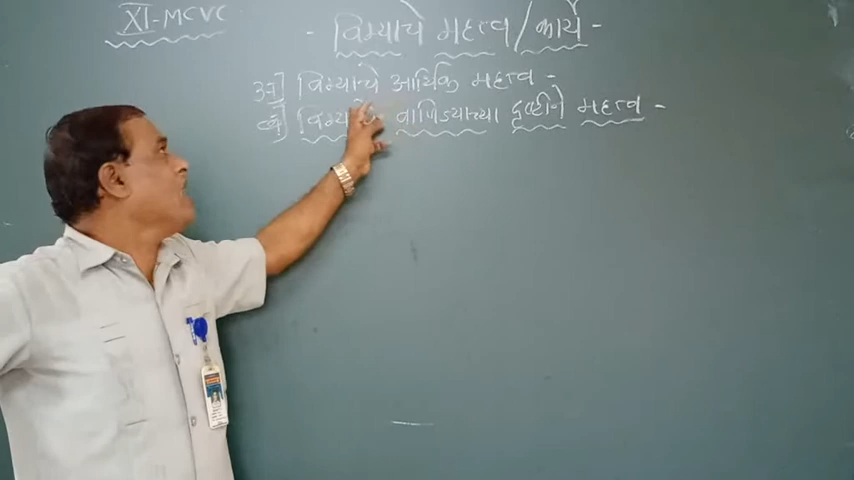 XI-MCVC
- विम्याचे महत्त्व/कार्य -
अ] विम्याचे आर्थिक महत्त्व -
ब] वाणिज्याच्या दृष्टीने महत्त्व -